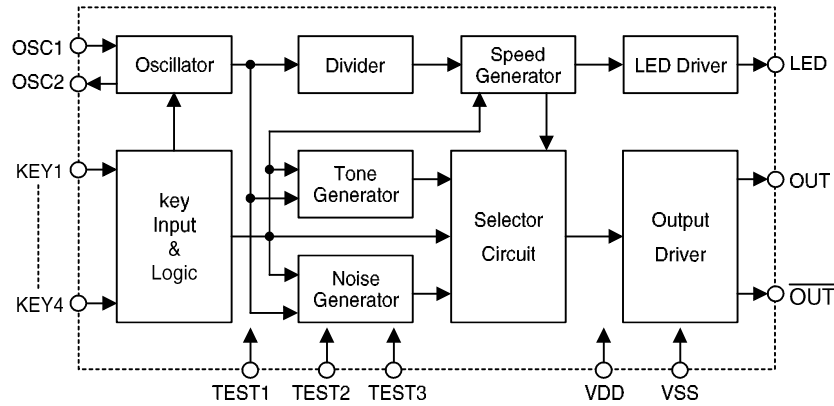 OSC1
Oscillator
Divider
Speed
Generator
LED Driver
LED
OSC2
KEY1
key
Input
&
Logic
KEY4
Tone
Generator
Noise
Generator
Selector
Circuit
Output
Driver
OUT
O̅U̅T̅
TEST1
TEST2
TEST3
VDD
VSS